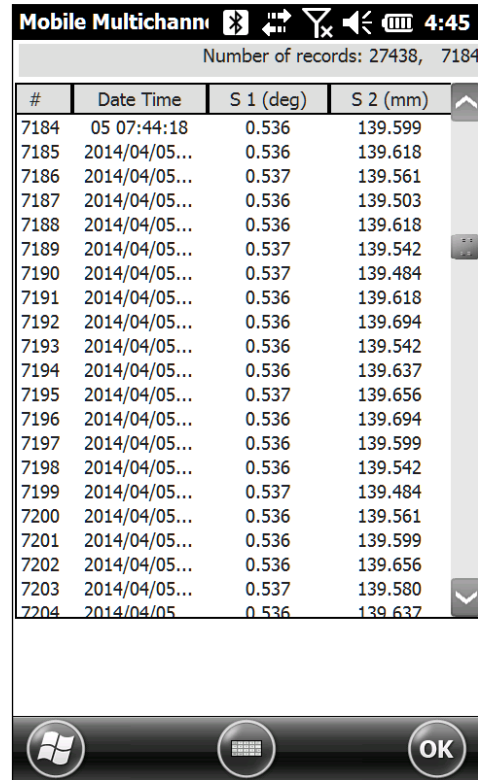 Mobile Multichann 4:45
Number of records: 27438, 7184
# Date Time S 1 (deg) S 2 (mm)
7184 05 07:44:18 0.536 139.599
7185 2014/04/05... 0.536 139.618
7186 2014/04/05... 0.537 139.561
7187 2014/04/05... 0.536 139.503
7188 2014/04/05... 0.536 139.618
7189 2014/04/05... 0.537 139.542
7190 2014/04/05... 0.537 139.484
7191 2014/04/05... 0.536 139.618
7192 2014/04/05... 0.536 139.694
7193 2014/04/05... 0.536 139.542
7194 2014/04/05... 0.536 139.637
7195 2014/04/05... 0.537 139.656
7196 2014/04/05... 0.536 139.694
7197 2014/04/05... 0.536 139.599
7198 2014/04/05... 0.536 139.542
7199 2014/04/05... 0.537 139.484
7200 2014/04/05... 0.536 139.561
7201 2014/04/05... 0.536 139.599
7202 2014/04/05... 0.536 139.656
7203 2014/04/05... 0.537 139.580
7204 2014/04/05 0.536 139.637
OK